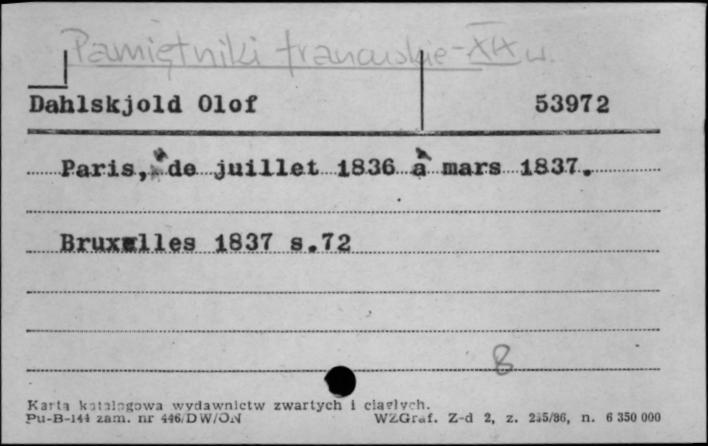 Pamiętniki francuskie - XIX w.
Dahlskjold Olof 53972
Paris, de juillet 1836 à mars 1837.
Bruxelles 1837 s.72
8
Karta katalogowa wydawnictw zwartych i ciągłych.
Pu-B-144 zam. nr 446/DW/ON WZGraf. Z-d 2, z. 245/86, n. 6 350 000